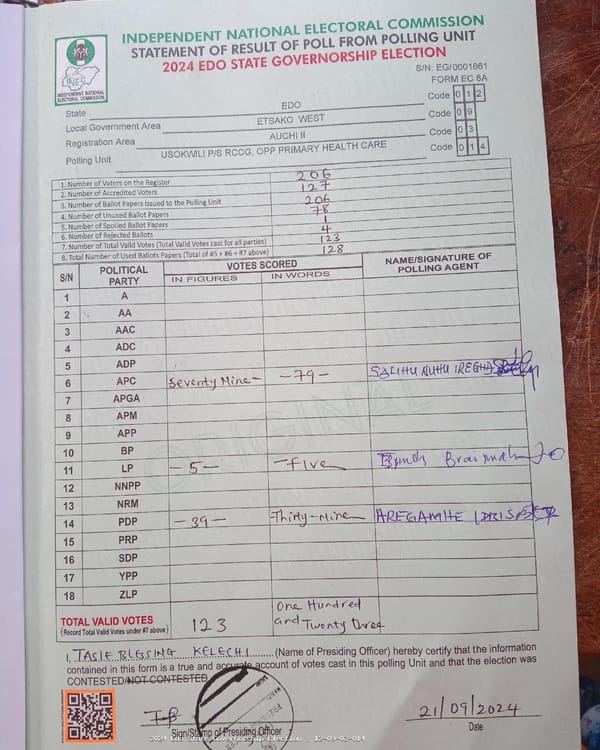 INDEPENDENT NATIONAL ELECTORAL COMMISSION
STATEMENT OF RESULT OF POLL FROM POLLING UNIT
2024 EDO STATE GOVERNORSHIP ELECTION
INEC
INDEPENDENT NATIONAL
ELECTORAL COMMISSION
S/N: EG/0001861
FORM EC 8A
State EDO Code 0 1 2
Local Government Area ETSAKO WEST Code 0 9
Registration Area AUCHI II Code 0 3
Polling Unit USOKWILI P/S RCCG, OPP PRIMARY HEALTH CARE Code 0 1 4
1. Number of Voters on the Register 206
2. Number of Accredited Voters 127
3. Number of Ballot Papers Issued to the Polling Unit 206
4. Number of Unused Ballot Papers 78
5. Number of Spoiled Ballot Papers 1
6. Number of Rejected Ballots 4
7. Number of Total Valid Votes (Total Valid Votes cast for all parties) 123
8. Total Number of Used Ballots Papers (Total of #5 + #6 + #7 above) 128
S/N POLITICAL PARTY VOTES SCORED NAME/SIGNATURE OF POLLING AGENT
IN FIGURES IN WORDS
1 A
2 AA
3 AAC
4 ADC
5 ADP
6 APC Seventy Nine - - 79 - SALIHU NUHU
7 APGA
8 APM
9 APP
10 BP
11 LP - 5 - - Five
12 NNPP
13 NRM
14 PDP - 39 - Thirty-Nine AREGAMHE IDRISA
15 PRP
16 SDP
17 YPP
18 ZLP
ORIGINAL
TOTAL VALID VOTES 123 One Hundred and Twenty Three
(Record Total Valid Votes under #7 above)
I, TASIE BLESSING KELECHI (Name of Presiding Officer) hereby certify that the information
contained in this form is a true and accurate account of votes cast in this polling Unit and that the election was
CONTESTED/NOT CONTESTED
21/09/2024
Sign/Stamp of Presiding Officer Date